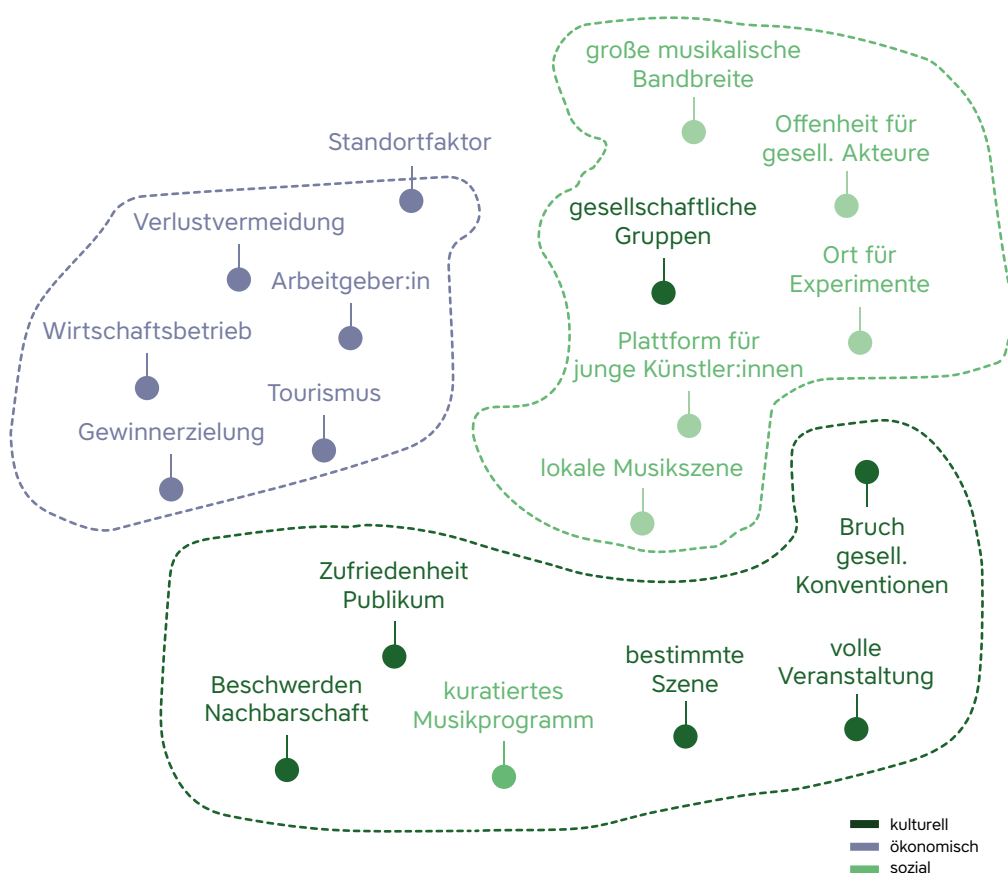 große musikalische
Bandbreite
Offenheit für
gesell. Akteure
Standortfaktor
gesellschaftliche
Gruppen
Verlustvermeidung
Arbeitgeber:in
Ort für
Experimente
Wirtschaftsbetrieb
Plattform für
junge Künstler:innen
Tourismus
Gewinnerzielung
lokale Musikszene
Bruch
gesell.
Konventionen
Zufriedenheit
Publikum
bestimmte
Szene
volle
Veranstaltung
Beschwerden
Nachbarschaft
kuratiertes
Musikprogramm
kulturell
ökonomisch
sozial